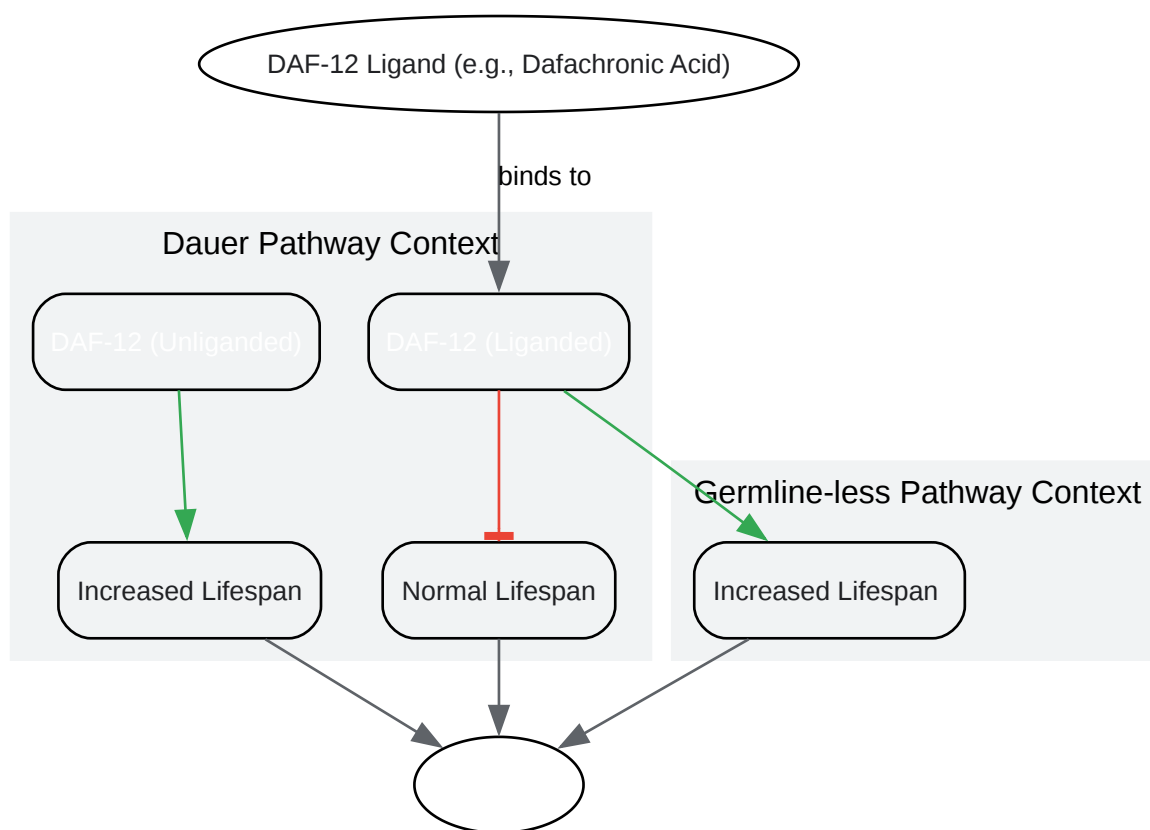 DAF-12 Ligand (e.g., Dafachronic Acid)
binds to
Dauer Pathway Context
DAF-12 (Unliganded)
DAF-12 (Liganded)
Germline-less Pathway Context
Increased Lifespan
Normal Lifespan
Increased Lifespan